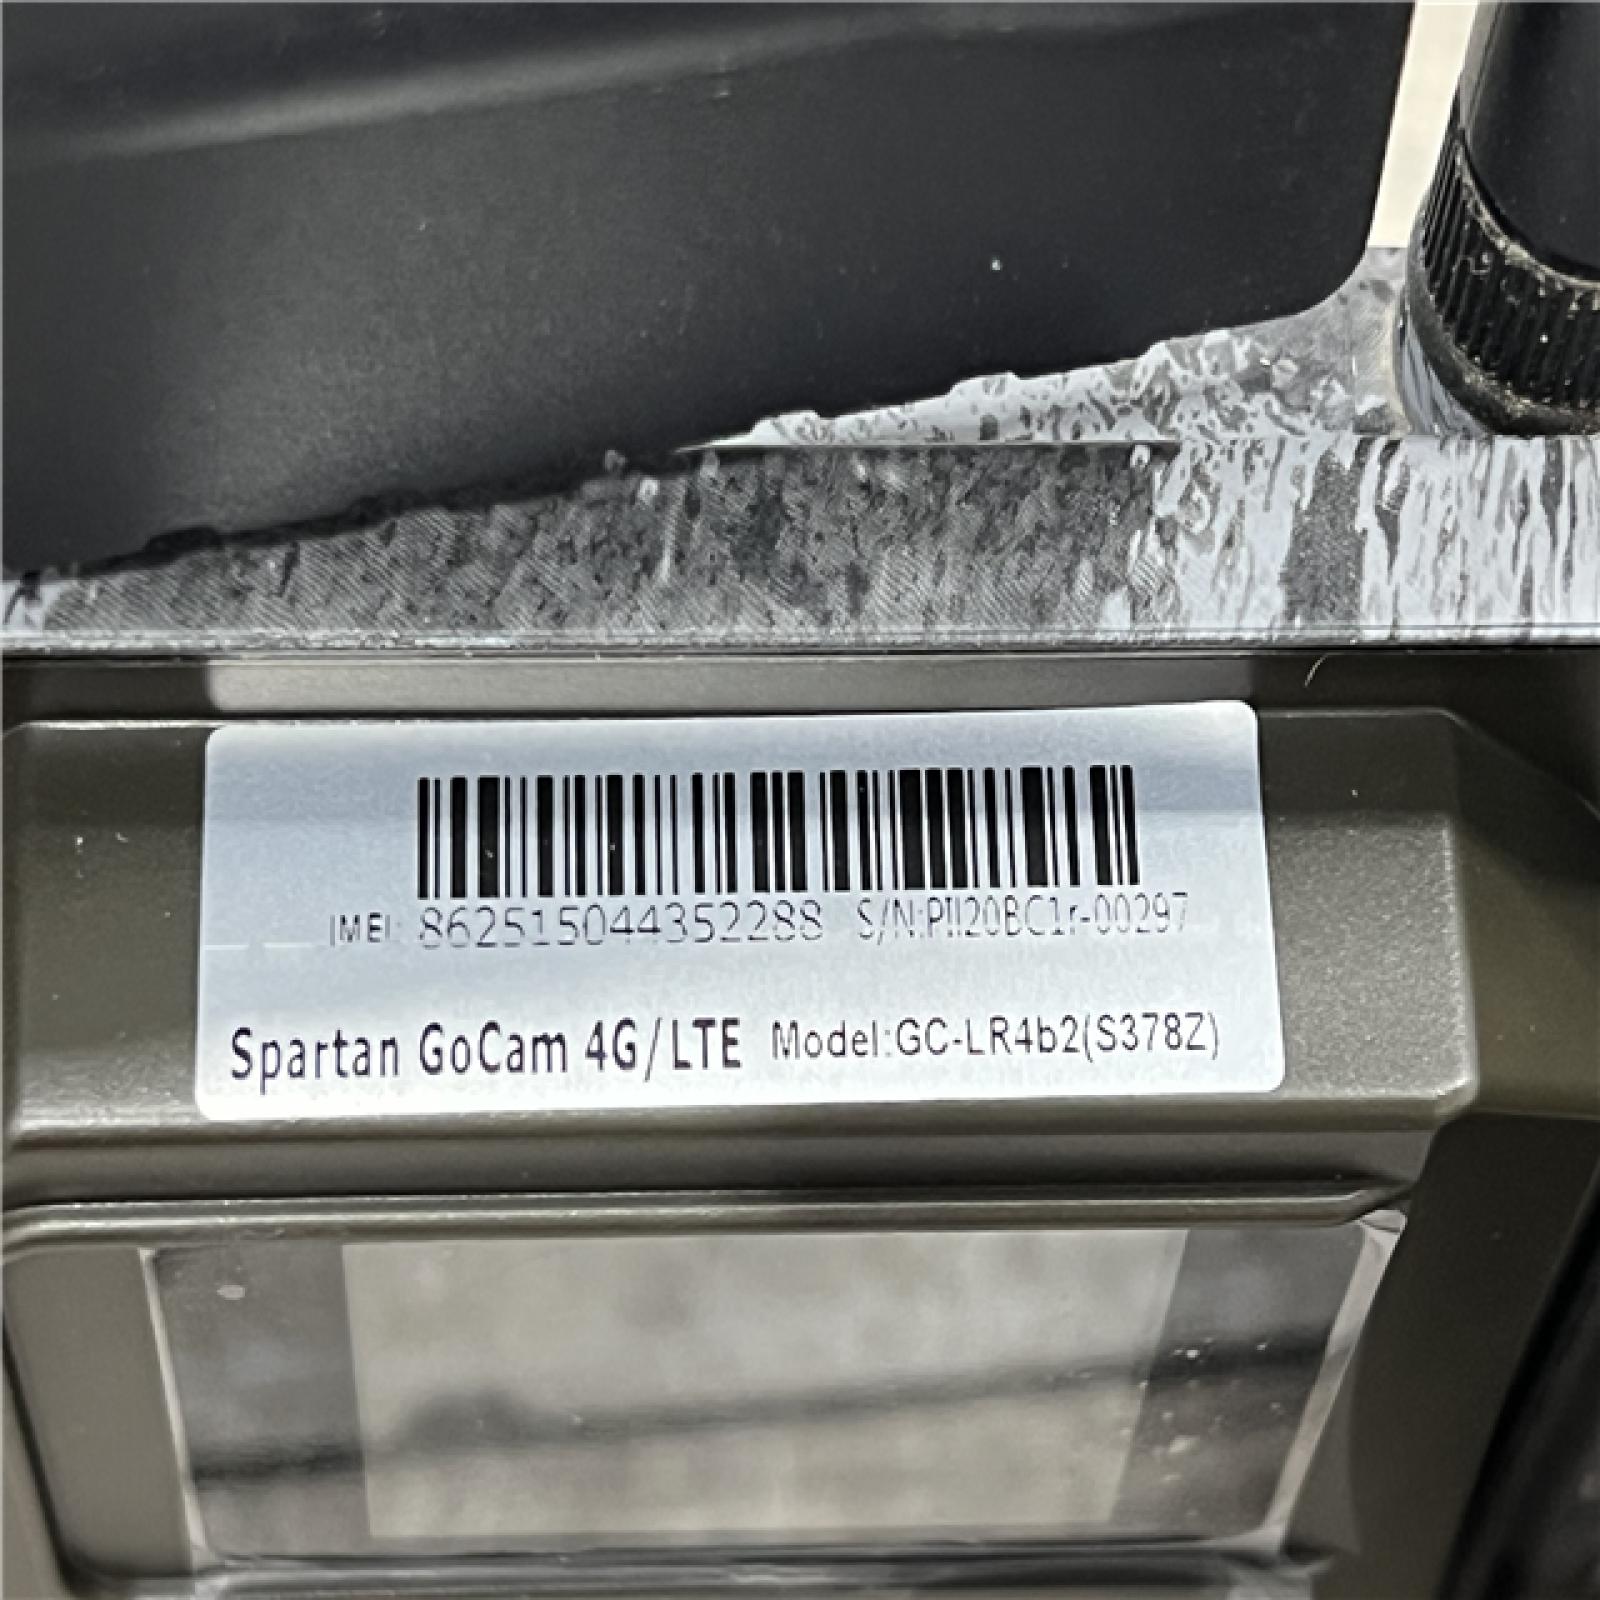 IMEI: 862515044352288 S/N:PII20BC1r-00297
Spartan GoCam 4G/LTE Model:GC-LR4b2(S378Z)